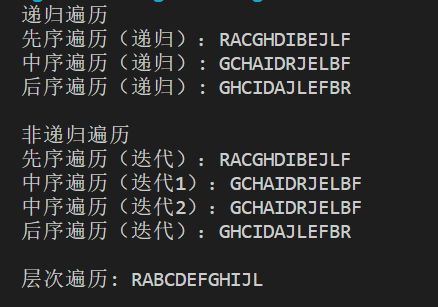 递归遍历
先序遍历（递归）：RACGHDIBEJLF
中序遍历（递归）：GCHAIDRJELBF
后序遍历（递归）：GHCIDAJLEFBR
非递归遍历
先序遍历（迭代）：RACGHDIBEJLF
中序遍历（迭代1）：GCHAIDRJELBF
中序遍历（迭代2）：GCHAIDRJELBF
后序遍历（迭代）：GHCIDAJLEFBR
层次遍历：RABCDEFGHIJL